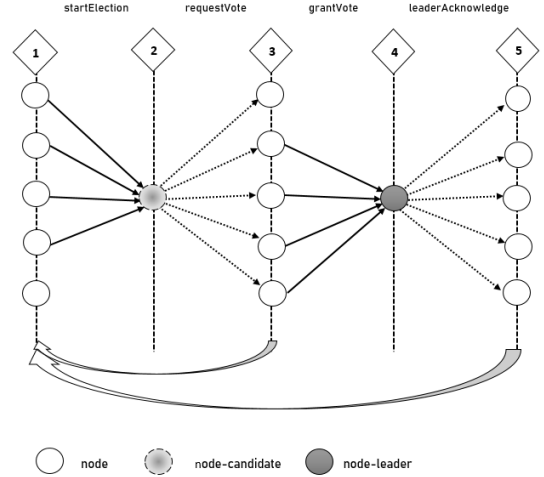 startElection requestVote grantVote leaderAcknowledge
1 2 3 4 5
node node-candidate node-leader